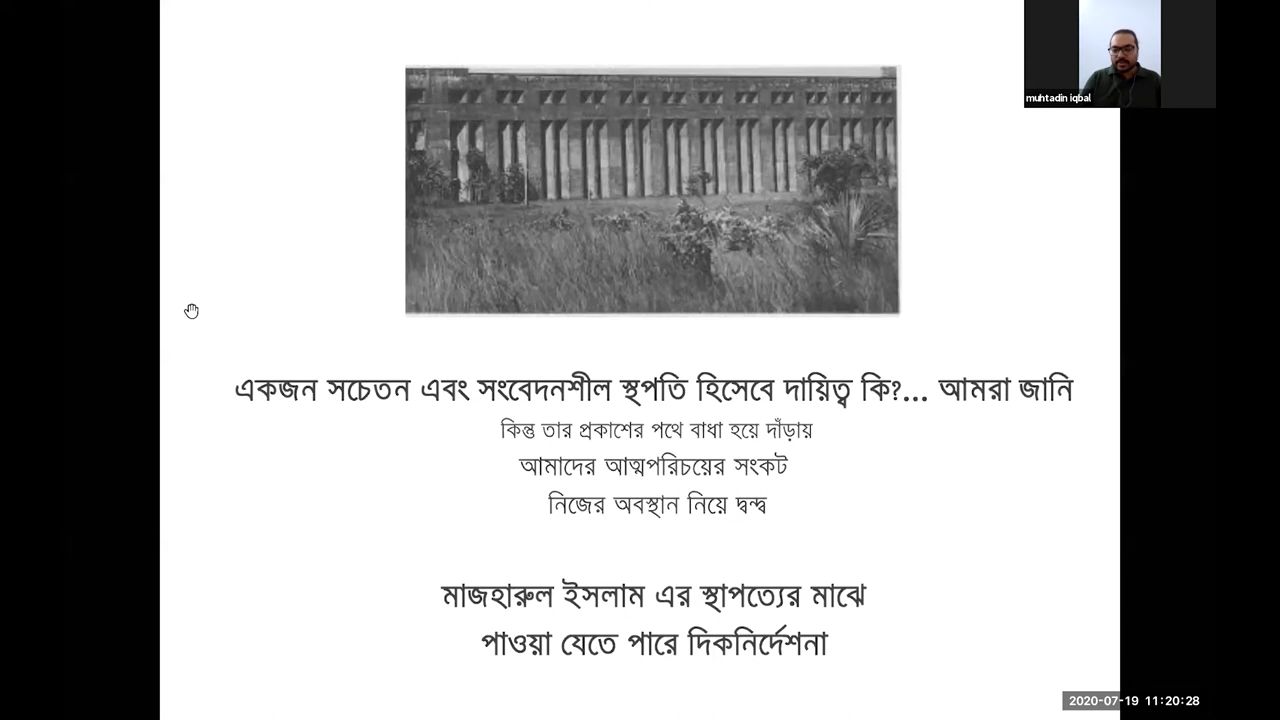 muhtadin iqbal
একজন সচেতন এবং সংবেদনশীল স্থপতি হিসেবে দায়িত্ব কি?... আমরা জানি
কিন্তু তার প্রকাশের পথে বাধা হয়ে দাঁড়ায়
আমাদের আত্মপরিচয়ের সংকট
নিজের অবস্থান নিয়ে দ্বন্দ্ব
মাজহারুল ইসলাম এর স্থাপত্যের মাঝে
পাওয়া যেতে পারে দিকনির্দেশনা
2020-07-19 11:20:28